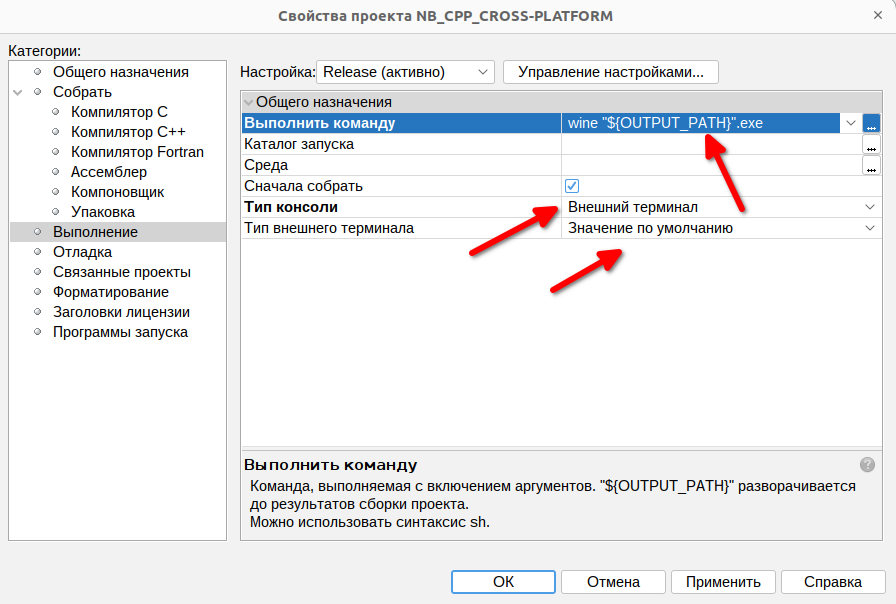 Свойства проекта NB_CPP_CROSS-PLATFORM
Категории:
Общего назначения
Собрать
Компилятор C
Компилятор C++
Компилятор Fortran
Ассемблер
Компоновщик
Упаковка
Выполнение
Отладка
Связанные проекты
Форматирование
Заголовки лицензии
Программы запуска
Настройка: Release (активно) Управление настройками...
Общего назначения
Выполнить команду wine "${OUTPUT_PATH}".exe ...
Каталог запуска ...
Среда ...
Сначала собрать
Тип консоли Внешний терминал
Тип внешнего терминала Значение по умолчанию
Выполнить команду ?
Команда, выполняемая с включением аргументов. "${OUTPUT_PATH}" разворачивается
до результатов сборки проекта.
Можно использовать синтаксис sh.
ОК Отмена Применить Справка